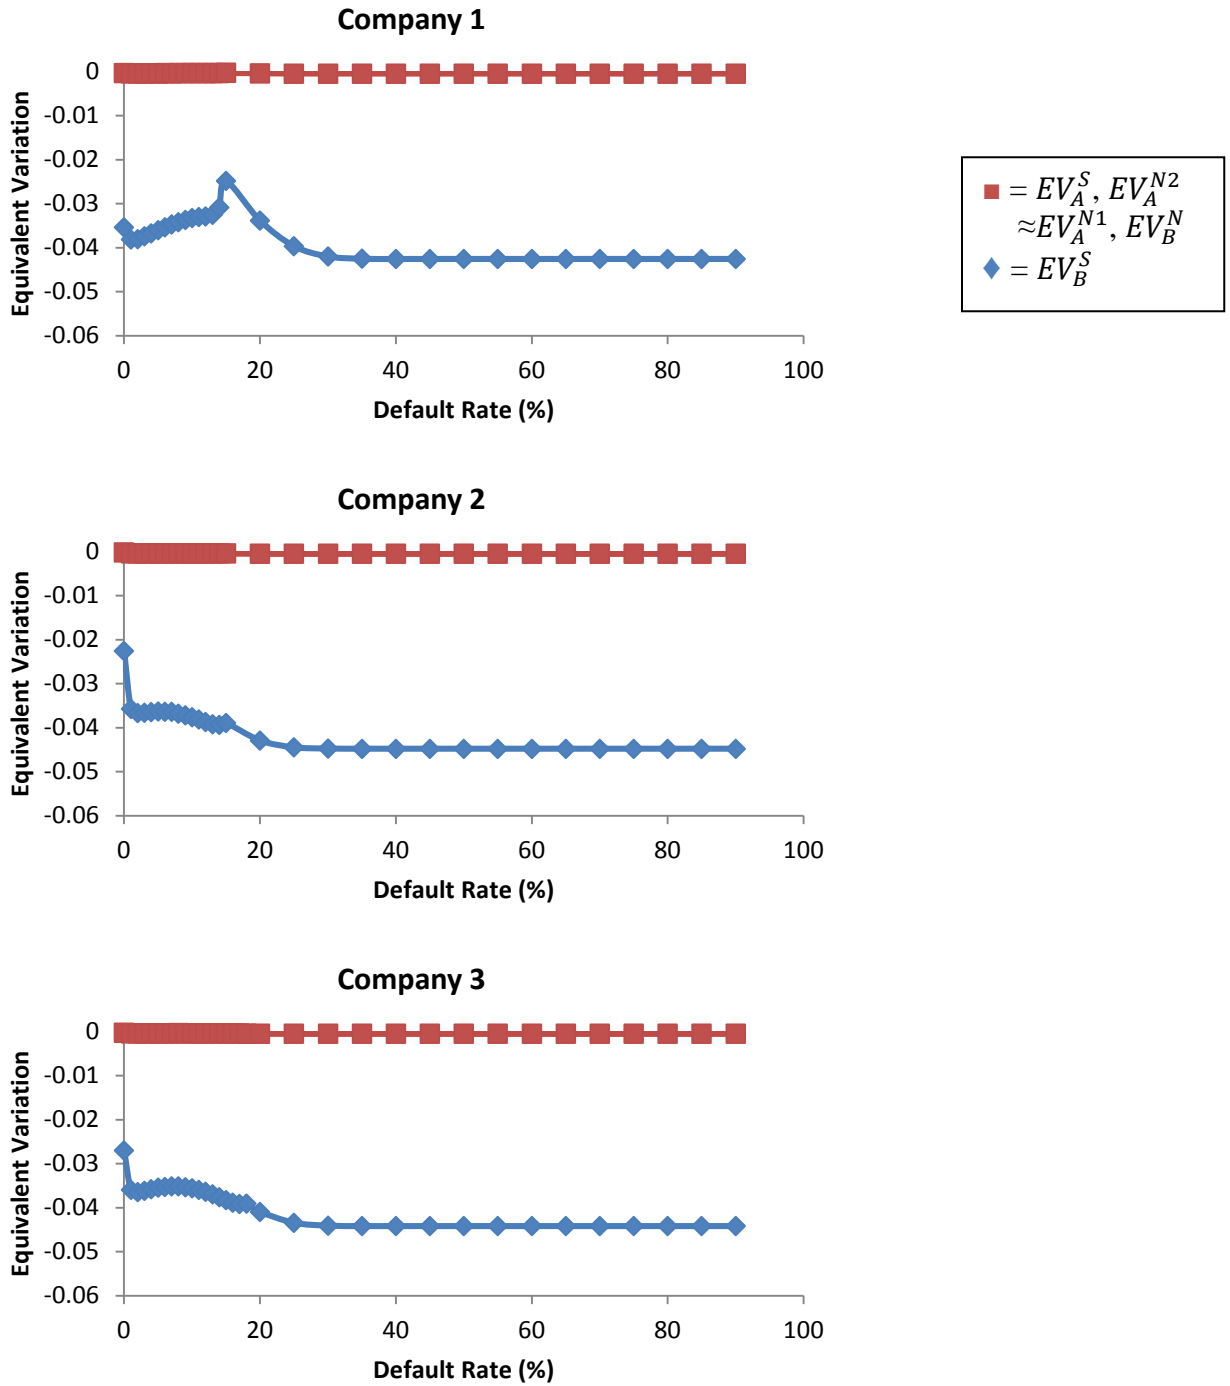 Company 1
0
-0.01
-0.02
-0.03
-0.04
-0.05
-0.06
Equivalent Variation
0 20 40 60 80 100
Default Rate (%)
= EV_A^S, EV_A^{N2}
≈EV_A^{N1}, EV_B^N
= EV_B^S
Company 2
0
-0.01
-0.02
-0.03
-0.04
-0.05
-0.06
Equivalent Variation
0 20 40 60 80 100
Default Rate (%)
Company 3
0
-0.01
-0.02
-0.03
-0.04
-0.05
-0.06
Equivalent Variation
0 20 40 60 80 100
Default Rate (%)